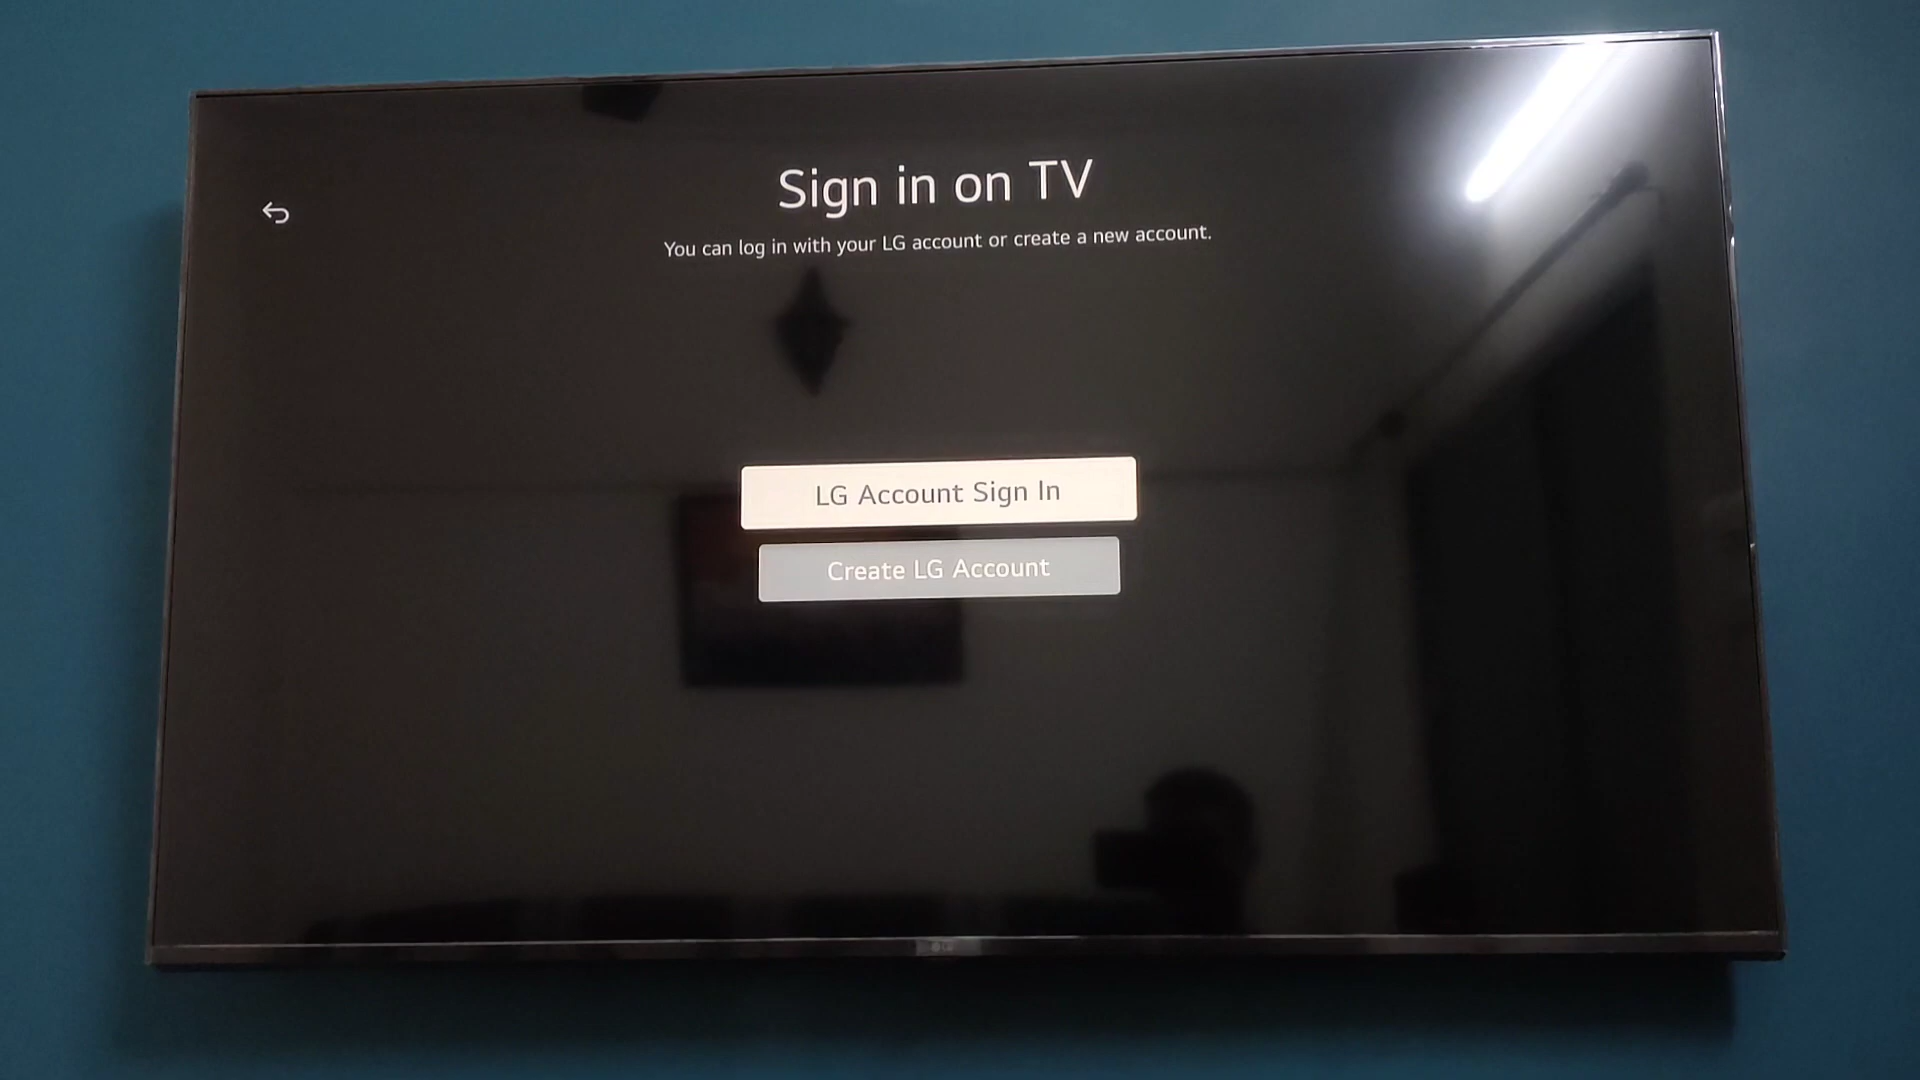 Sign in on TV
You can log in with your LG account or create a new account.
LG Account Sign In
Create LG Account
LG